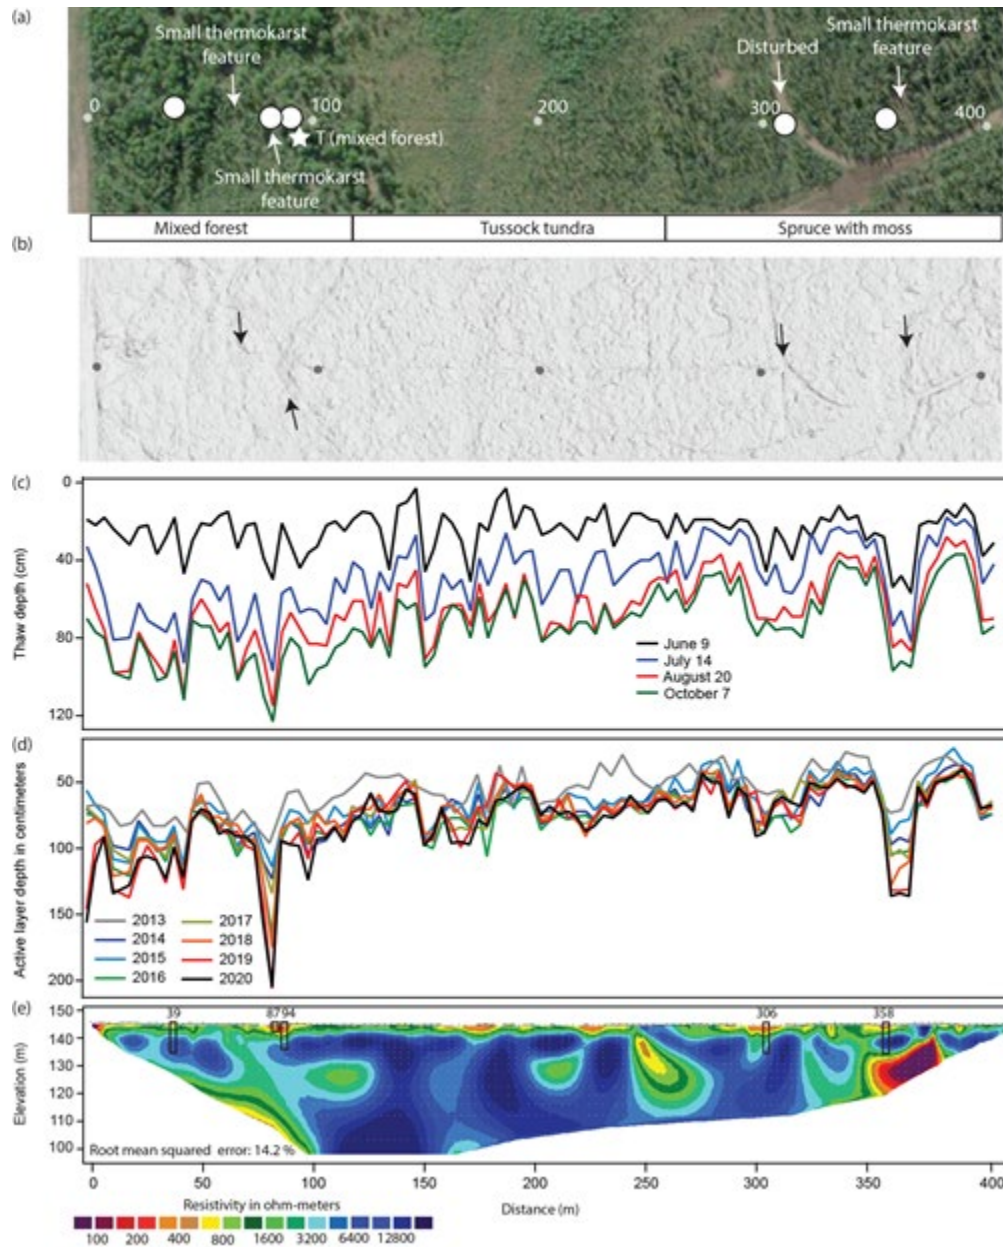 (a)
Small thermokarst
feature
Disturbed
Small thermokarst
feature
0
100
200
300
400
T (mixed forest)
Small thermokarst
feature
Mixed forest
Tussock tundra
Spruce with moss
(b)
(c)
Thaw depth (cm)
0
40
80
120
June 9
July 14
August 20
October 7
(d)
Active layer depth in centimeters
50
100
150
200
2013
2014
2015
2016
2017
2018
2019
2020
(e)
Elevation (m)
150
140
130
120
110
100
39
87 94
306
358
Root mean squared error: 14.2 %
0 50 100 150 200 250 300 350 400
Distance (m)
Resistivity in ohm-meters
100 200 400 800 1600 3200 6400 12800